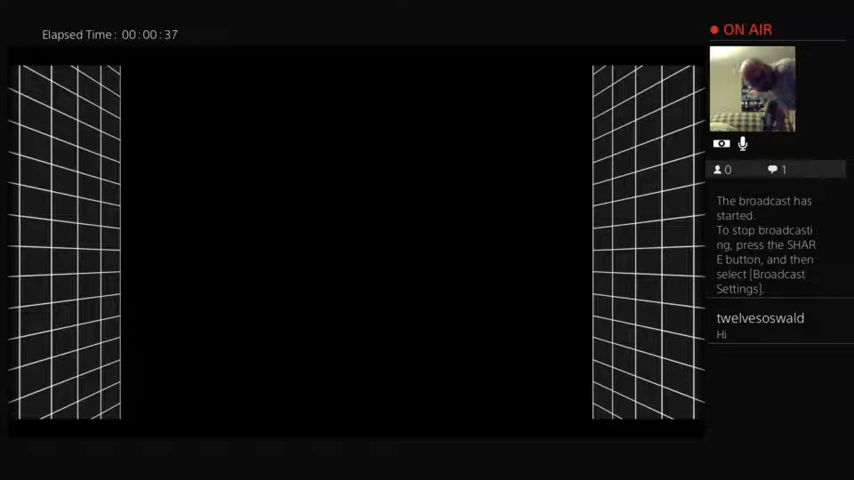 Elapsed Time : 00:00:37
ON AIR
0 1
The broadcast has
started.
To stop broadcasti
ng, press the SHAR
E button, and then
select [Broadcast
Settings].
twelvesoswald
Hi